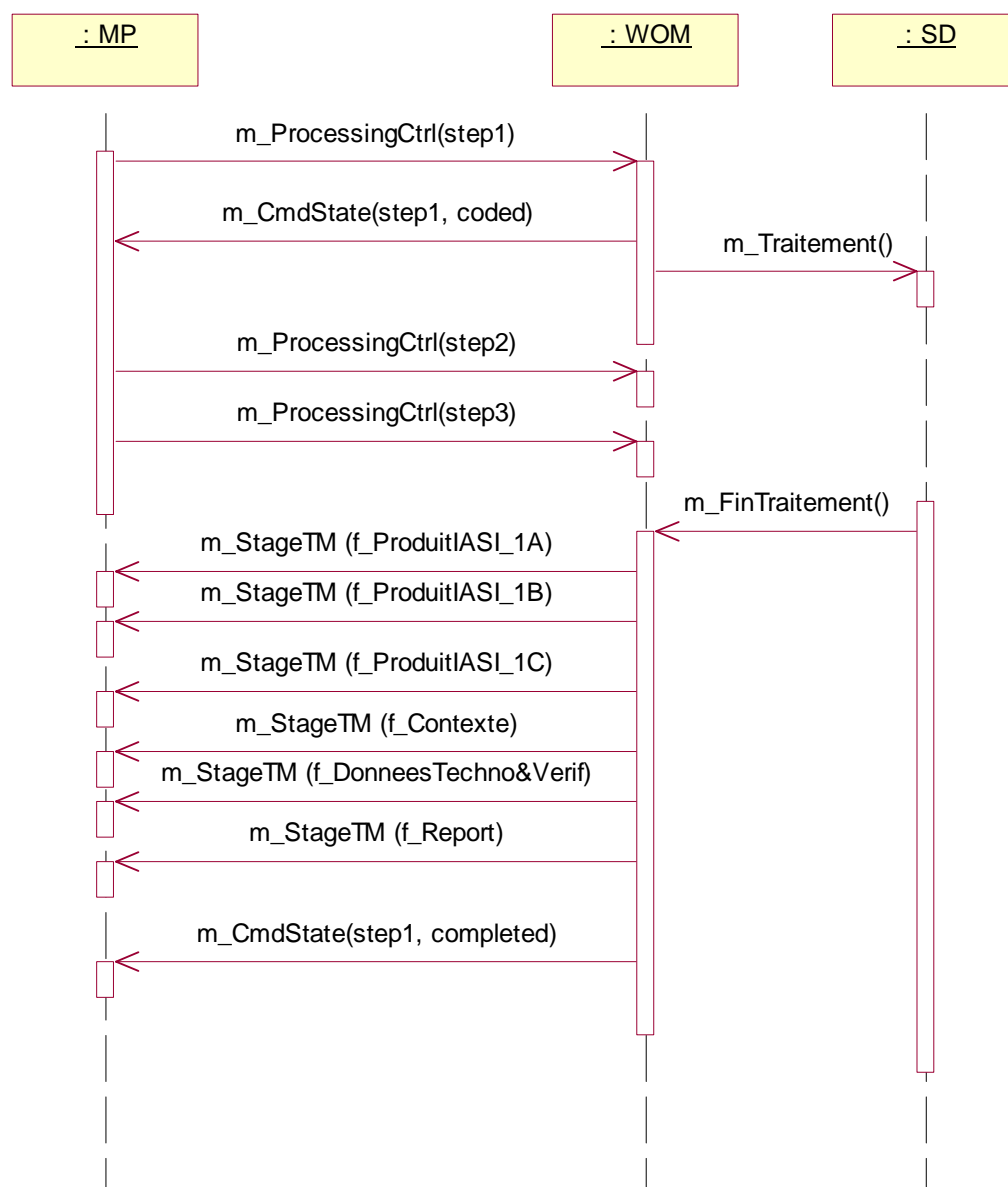 : MP
: WOM
: SD
m_ProcessingCtrl(step1)
m_CmdState(step1, coded)
m_Traitement()
m_ProcessingCtrl(step2)
m_ProcessingCtrl(step3)
m_FinTraitement()
m_StageTM (f_ProduitIASI_1A)
m_StageTM (f_ProduitIASI_1B)
m_StageTM (f_ProduitIASI_1C)
m_StageTM (f_Contexte)
m_StageTM (f_DonneesTechno&Verif)
m_StageTM (f_Report)
m_CmdState(step1, completed)